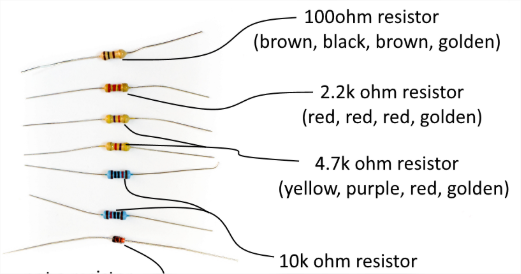 100ohm resistor
(brown, black, brown, golden)
2.2k ohm resistor
(red, red, red, golden)
4.7k ohm resistor
(yellow, purple, red, golden)
10k ohm resistor